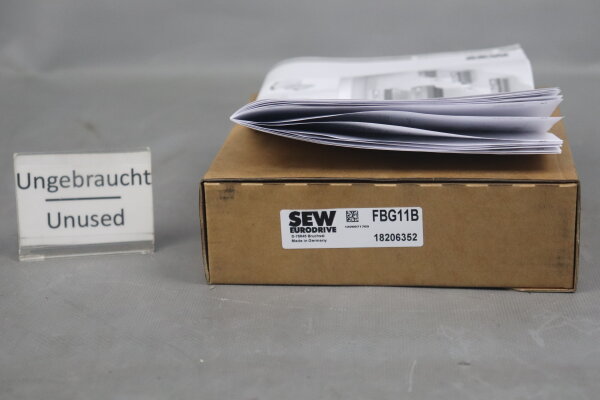 Ungebraucht
Unused
SEW
EURODRIVE
D-76646 Bruchsal
Made in Germany
FBG11B
18206352